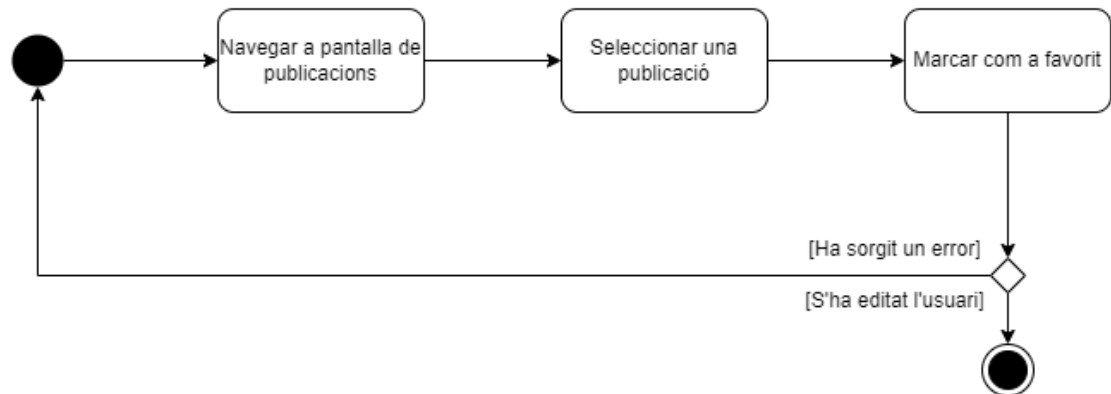 Navegar a pantalla de
publicacions
Seleccionar una
publicació
Marcar com a favorit
[Ha sorgit un error]
[S'ha editat l'usuari]